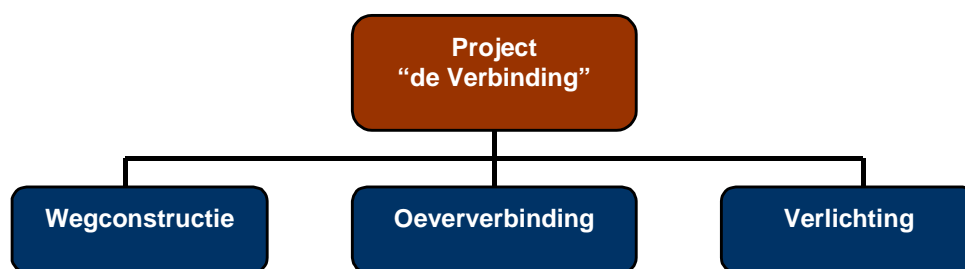 Project
“de Verbinding”
Wegconstructie
Oeververbinding
Verlichting